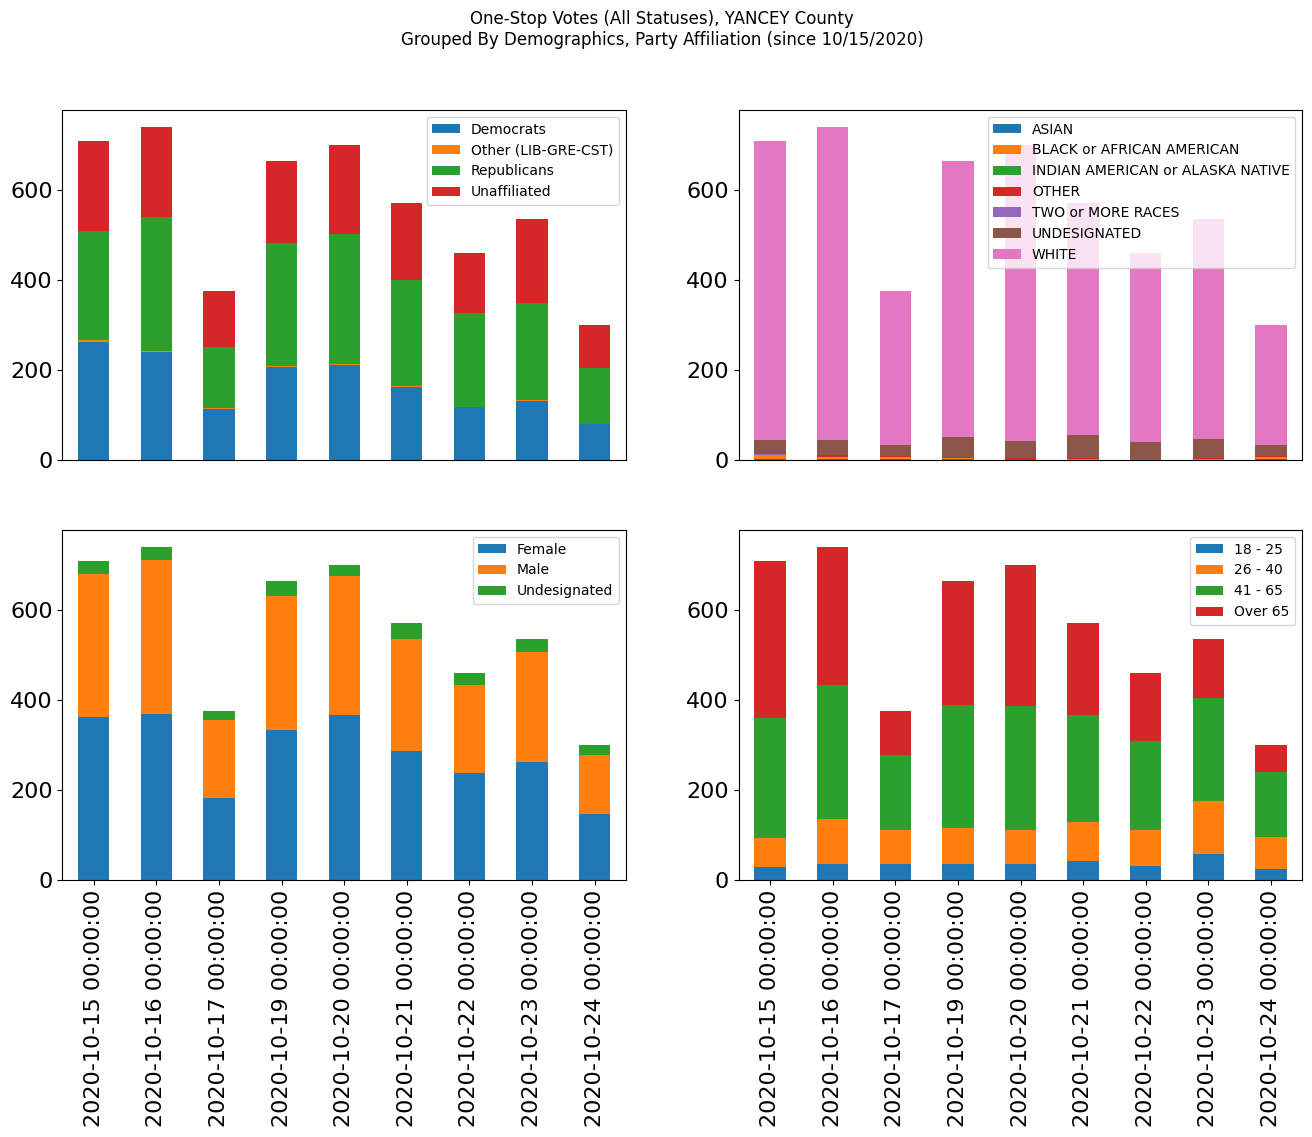 One-Stop Votes (All Statuses), YANCEY County
Grouped By Demographics, Party Affiliation (since 10/15/2020)
600
400
200
0
Democrats
Other (LIB-GRE-CST)
Republicans
Unaffiliated
600
400
200
0
ASIAN
BLACK or AFRICAN AMERICAN
INDIAN AMERICAN or ALASKA NATIVE
OTHER
TWO or MORE RACES
UNDESIGNATED
WHITE
600
400
200
0
Female
Male
Undesignated
2020-10-15 00:00:00
2020-10-16 00:00:00
2020-10-17 00:00:00
2020-10-19 00:00:00
2020-10-20 00:00:00
2020-10-21 00:00:00
2020-10-22 00:00:00
2020-10-23 00:00:00
2020-10-24 00:00:00
600
400
200
0
18 - 25
26 - 40
41 - 65
Over 65
2020-10-15 00:00:00
2020-10-16 00:00:00
2020-10-17 00:00:00
2020-10-19 00:00:00
2020-10-20 00:00:00
2020-10-21 00:00:00
2020-10-22 00:00:00
2020-10-23 00:00:00
2020-10-24 00:00:00